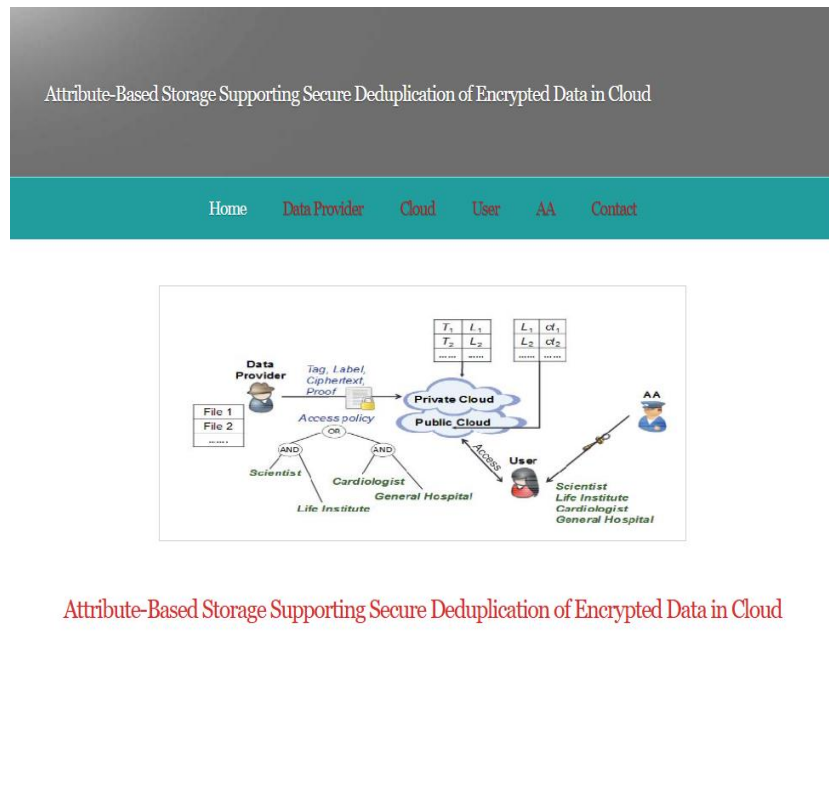 Attribute-Based Storage Supporting Secure Deduplication of Encrypted Data in Cloud
Home Data Provider Cloud User AA Contact
T1 L1
T2 L2
...... ......
L1 ct1
L2 ct2
...... ......
Data
Provider
Tag, Label,
Ciphertext,
Proof
Private Cloud
Public Cloud
AA
File 1
File 2
.......
Access policy
OR
AND AND
Scientist
Life Institute
Cardiologist
General Hospital
Access
User
Scientist
Life Institute
Cardiologist
General Hospital
Attribute-Based Storage Supporting Secure Deduplication of Encrypted Data in Cloud